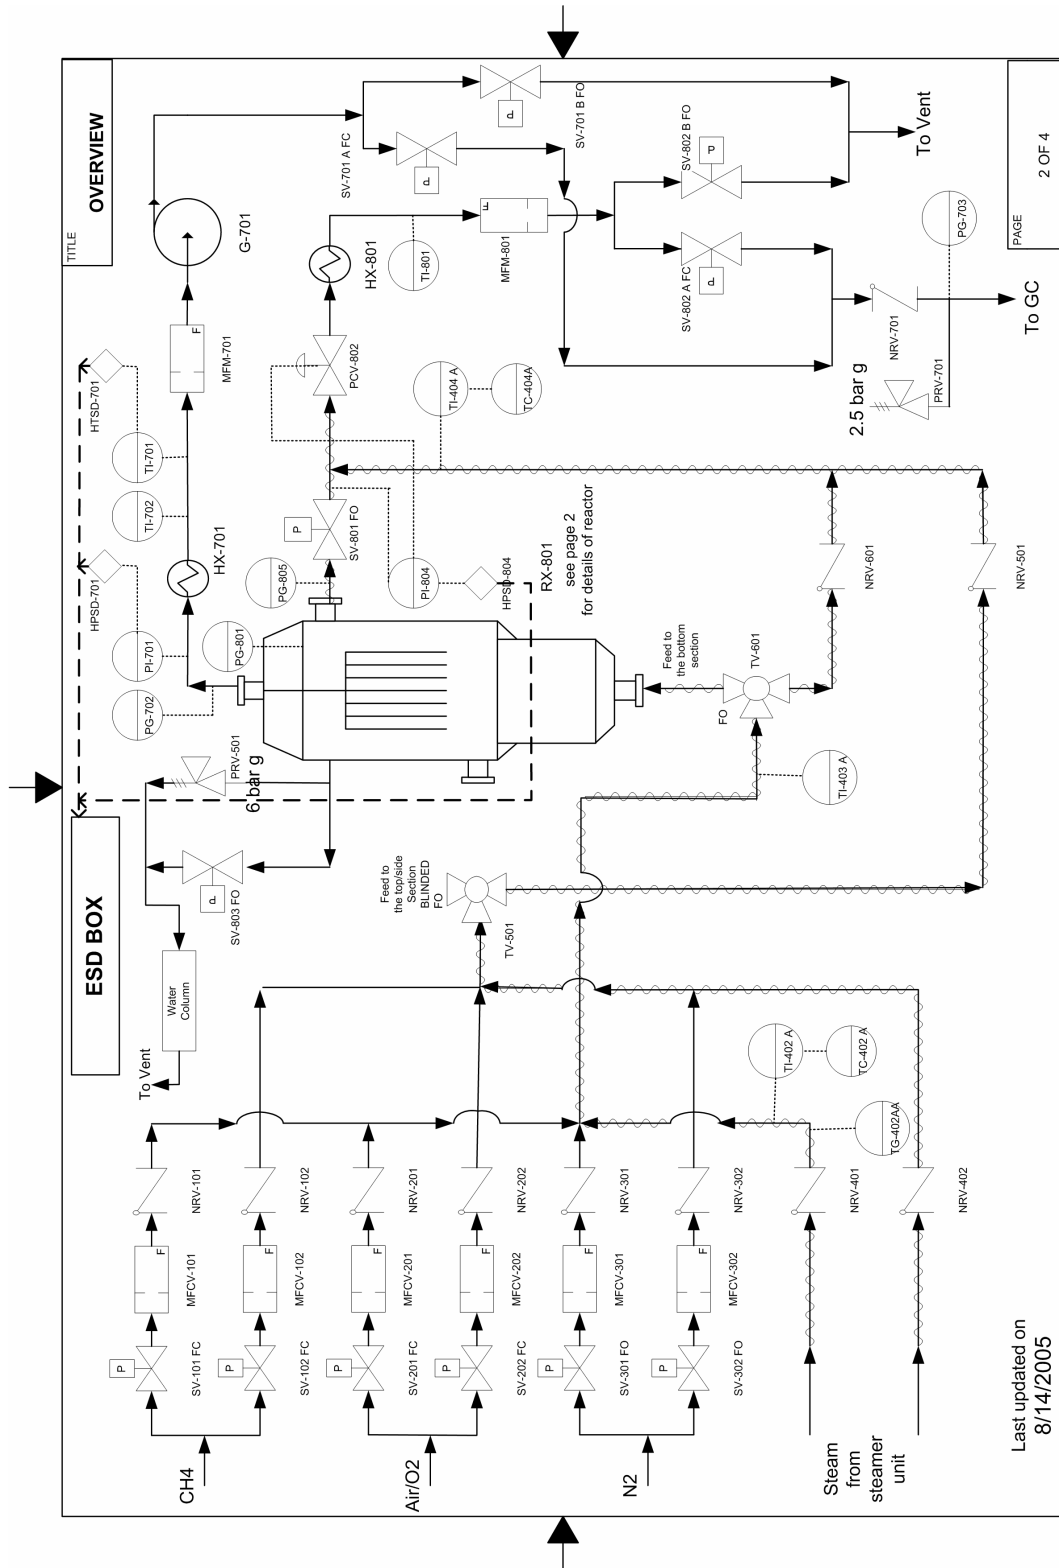 TITLE
OVERVIEW
ESD BOX
To Vent
Water
Column
SV-803 FO
P
PRV-501
6 bar g
PG-702
PI-701
HPSD-701
HX-701
TI-702
TI-701
HTSD-701
MFM-701
F
G-701
SV-701 A FC
P
SV-701 B FO
P
PG-801
PG-805
SV-801 FO
P
PI-804
HPSD-804
PCV-802
HX-801
TI-801
MFM-801
F
SV-802 A FC
P
SV-802 B FO
P
To Vent
RX-801
see page 2
for details of reactor
TI-404 A
TC-404A
2.5 bar g
PRV-701
NRV-701
PG-703
To GC
Feed to
the top/side
Section
BLINDED
FO
TV-501
Feed to
the bottom
section
FO
TV-601
TI-403 A
NRV-601
NRV-501
CH4
P
SV-101 FC
MFCV-101
F
NRV-101
P
SV-102 FC
MFCV-102
F
NRV-102
Air/O2
P
SV-201 FC
MFCV-201
F
NRV-201
P
SV-202 FC
MFCV-202
F
NRV-202
N2
P
SV-301 FO
MFCV-301
F
NRV-301
P
SV-302 FO
MFCV-302
F
NRV-302
Steam
from
steamer
unit
NRV-401
NRV-402
TI-402 A
TC-402 A
TG-402AA
Last updated on
8/14/2005
PAGE
2 OF 4